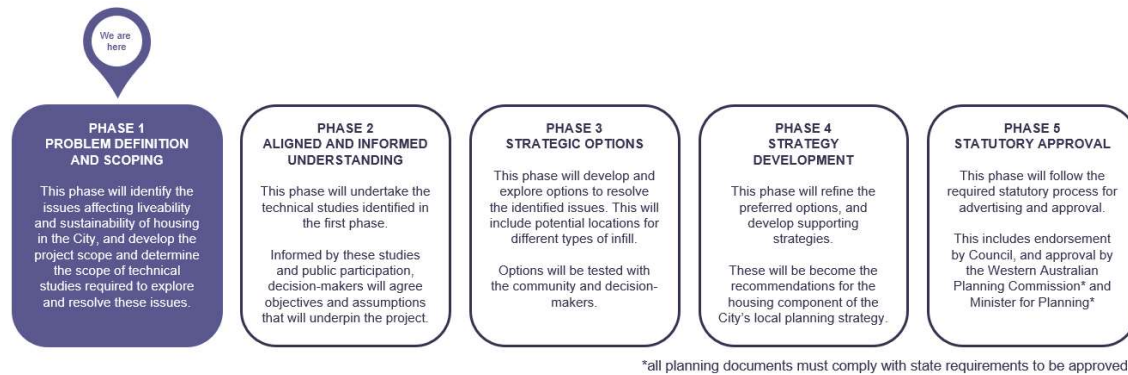 We are
here
PHASE 1
PROBLEM DEFINITION
AND SCOPING
This phase will identify the
issues affecting liveability
and sustainability of housing
in the City, and develop the
project scope and determine
the scope of technical
studies required to explore
and resolve these issues.
PHASE 2
ALIGNED AND INFORMED
UNDERSTANDING
This phase will undertake the
technical studies identified in
the first phase.
Informed by these studies
and public participation,
decision-makers will agree
objectives and assumptions
that will underpin the project.
PHASE 3
STRATEGIC OPTIONS
This phase will develop and
explore options to resolve
the identified issues. This will
include potential locations for
different types of infill.
Options will be tested with
the community and decision-
makers.
PHASE 4
STRATEGY
DEVELOPMENT
This phase will refine the
preferred options, and
develop supporting
strategies.
These will be become the
recommendations for the
housing component of the
City's local planning strategy.
PHASE 5
STATUTORY APPROVAL
This phase will follow the
required statutory process for
advertising and approval.
This includes endorsement
by Council, and approval by
the Western Australian
Planning Commission* and
Minister for Planning*
*all planning documents must comply with state requirements to be approved